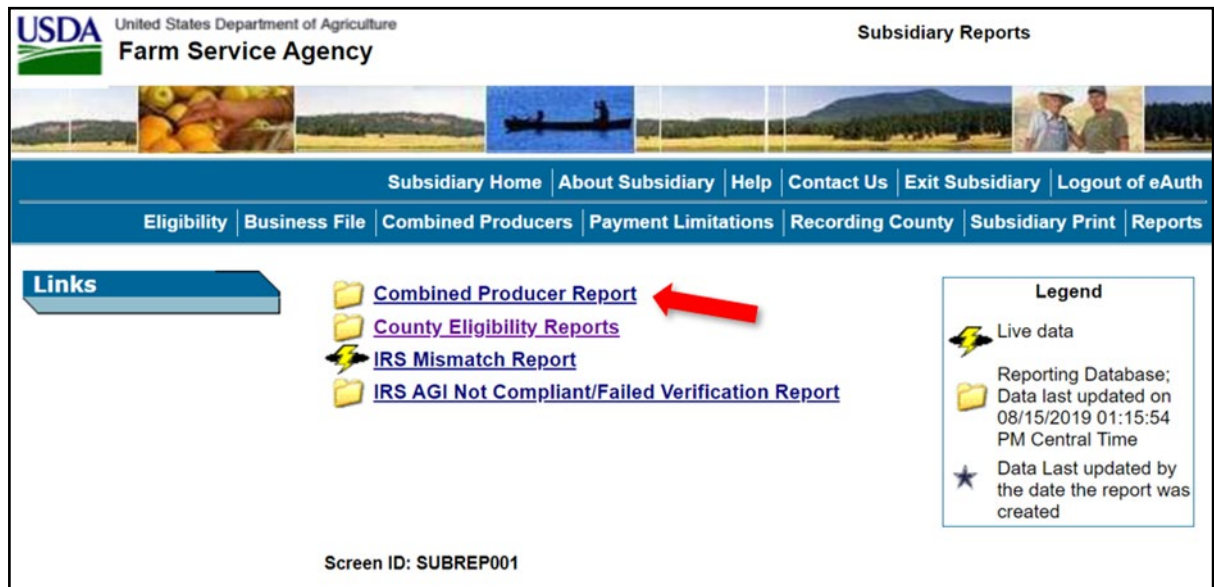 USDA
United States Department of Agriculture
Farm Service Agency
Subsidiary Reports
Subsidiary Home | About Subsidiary | Help | Contact Us | Exit Subsidiary | Logout of eAuth
Eligibility | Business File | Combined Producers | Payment Limitations | Recording County | Subsidiary Print | Reports
Links
Combined Producer Report
County Eligibility Reports
IRS Mismatch Report
IRS AGI Not Compliant/Failed Verification Report
Legend
Live data
Reporting Database;
Data last updated on
08/15/2019 01:15:54
PM Central Time
Data Last updated by
the date the report was
created
Screen ID: SUBREP001